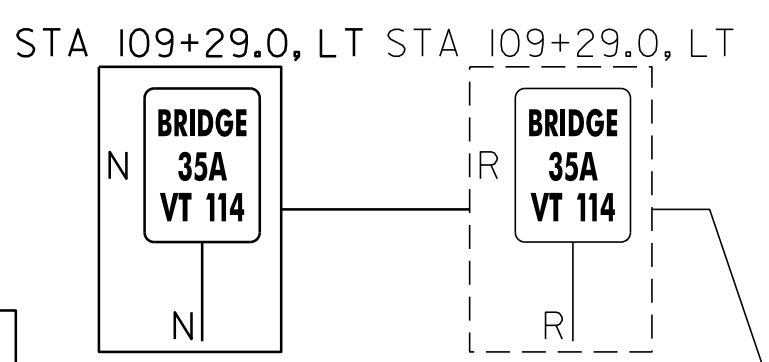 STA 109+29.0, LT STA 109+29.0, LT
N
BRIDGE
35A
VT 114
N
R
BRIDGE
35A
VT 114
R